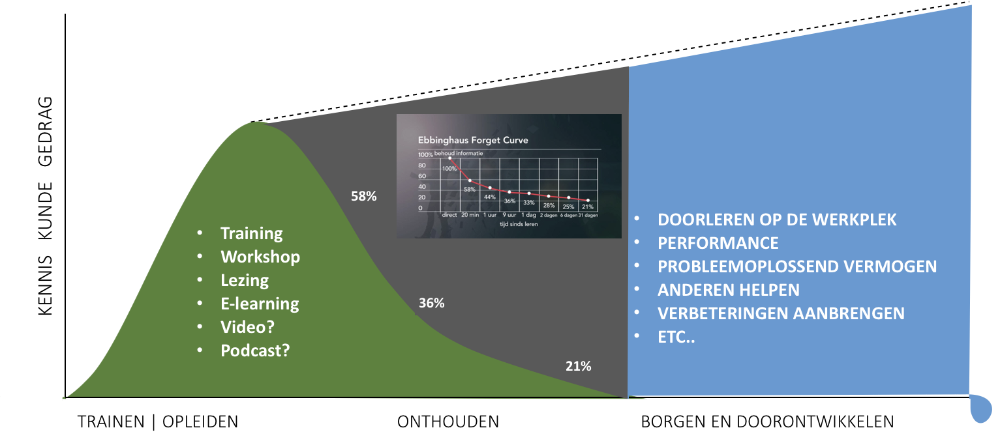 KENNIS KUNDE GEDRAG
• Training
• Workshop
• Lezing
• E-learning
• Video?
• Podcast?
58%
36%
21%
Ebbinghaus Forget Curve
100% behoud informatie
80
60
40
20
0
100%
58%
44%
36%
33%
28%
25%
21%
direct 20 min 1 uur 9 uur 1 dag 2 dagen 6 dagen 31 dagen
tijd sinds leren
• DOORLEREN OP DE WERKPLEK
• PERFORMANCE
• PROBLEEMOPLOSSEND VERMOGEN
• ANDEREN HELPEN
• VERBETERINGEN AANBRENGEN
• ETC..
TRAINEN | OPLEIDEN
ONTHOUDEN
BORGEN EN DOORONTWIKKELEN